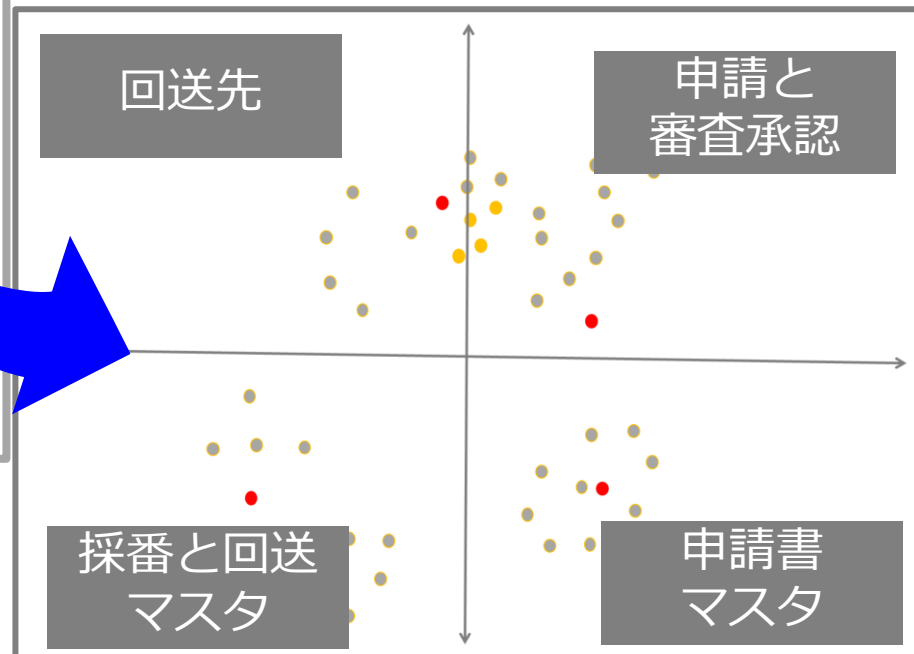 回送先
申請と
審査承認
採番と回送
マスタ
申請書
マスタ